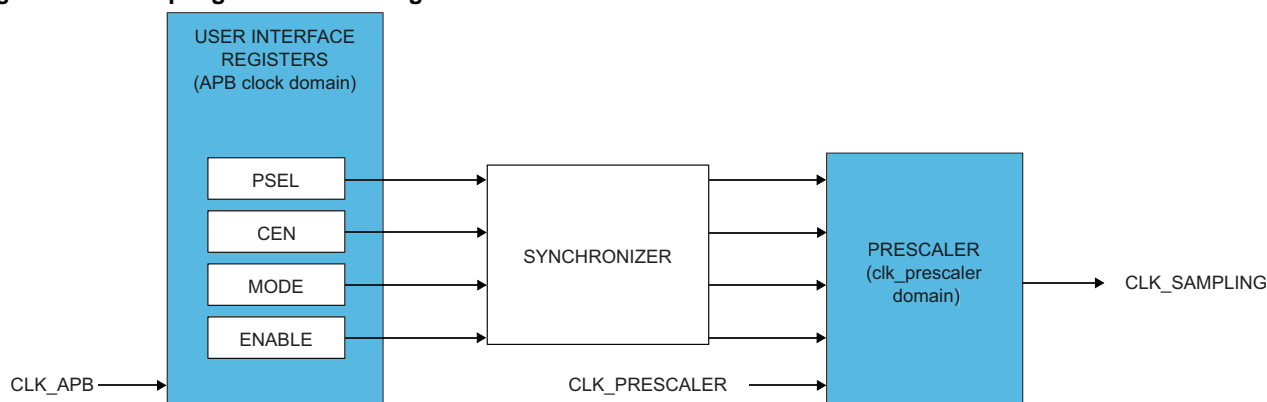 USER INTERFACE
REGISTERS
(APB clock domain)
PSEL
CEN
MODE
ENABLE
SYNCHRONIZER
PRESCALER
(clk_prescaler
domain)
CLK_SAMPLING
CLK_APB
CLK_PRESCALER